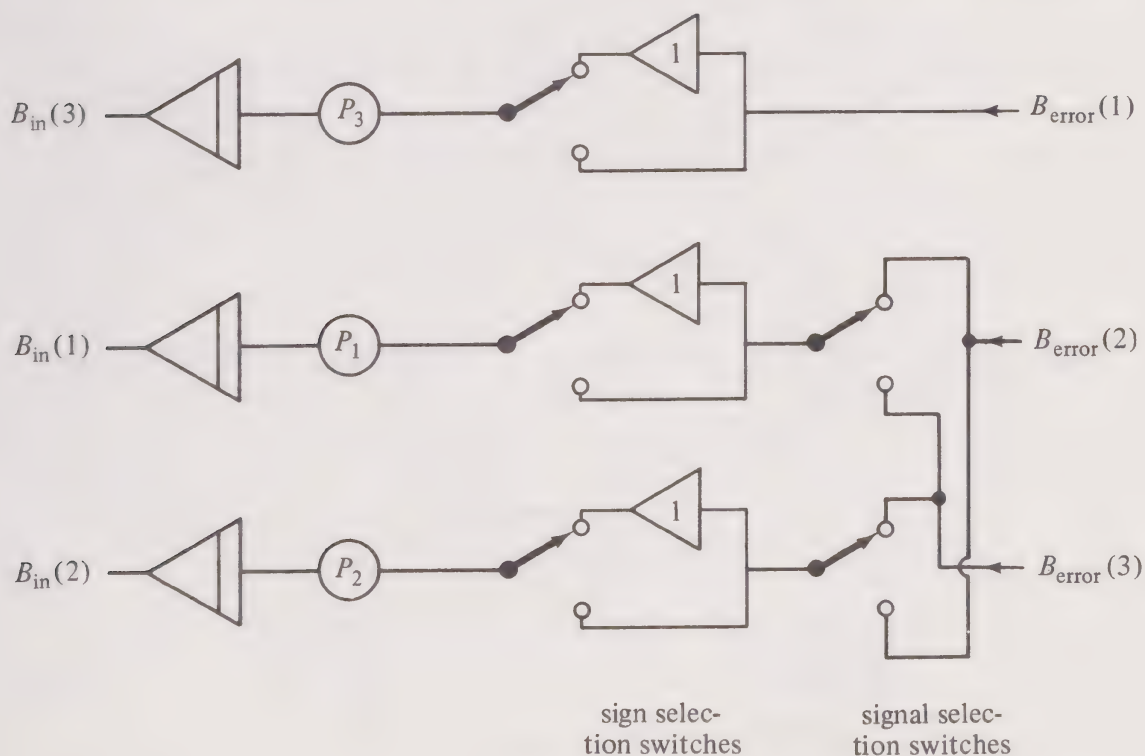 B_in(3) P_3 1 B_error(1)
B_in(1) P_1 1 B_error(2)
B_in(2) P_2 1 B_error(3)
sign selec- signal selec-
tion switches tion switches